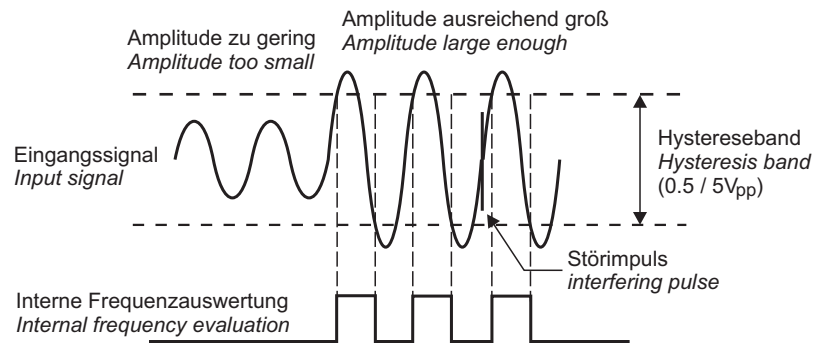 Amplitude zu gering
Amplitude too small
Amplitude ausreichend groß
Amplitude large enough
Eingangssignal
Input signal
Hystereseband
Hysteresis band
(0.5 / 5Vpp)
Störimpuls
interfering pulse
Interne Frequenzauswertung
Internal frequency evaluation